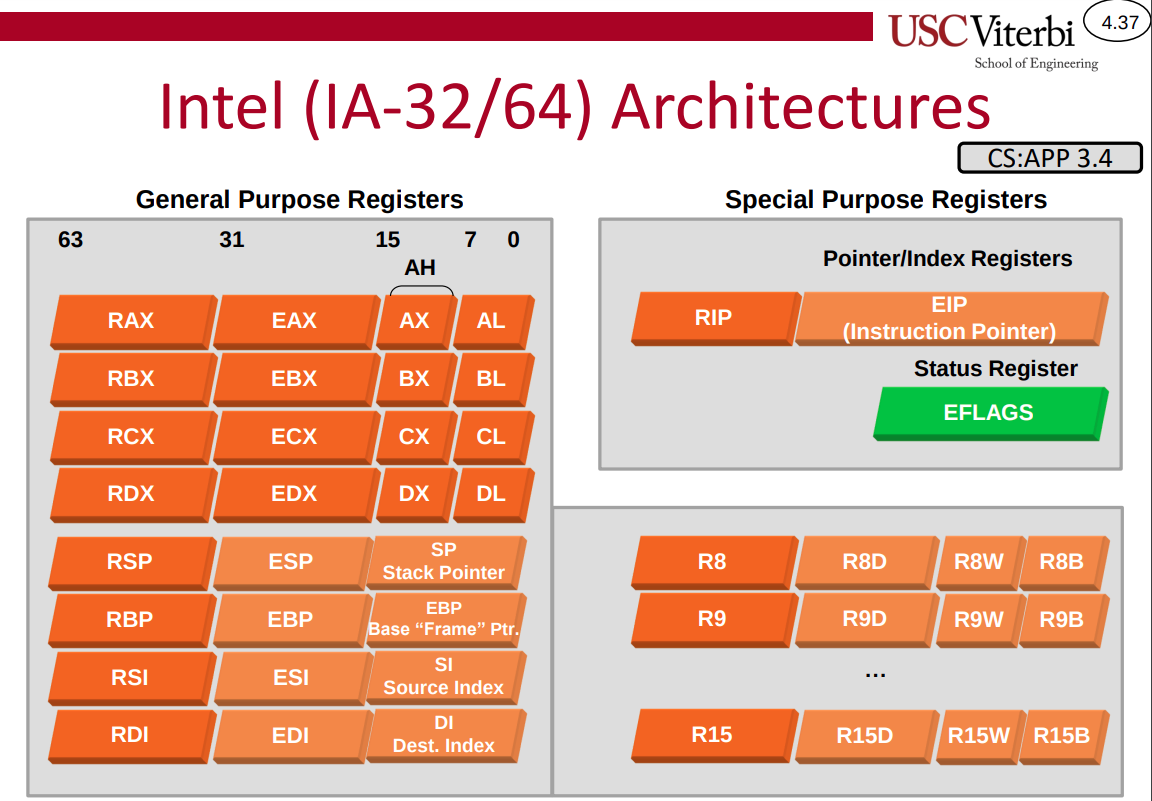 USC Viterbi
School of Engineering
4.37
Intel (IA-32/64) Architectures
CS:APP 3.4
General Purpose Registers
63 31 15 7 0
AH
RAX EAX AX AL
RBX EBX BX BL
RCX ECX CX CL
RDX EDX DX DL
RSP ESP SP
Stack Pointer
RBP EBP EBP
Base “Frame” Ptr.
RSI ESI SI
Source Index
RDI EDI DI
Dest. Index
Special Purpose Registers
Pointer/Index Registers
RIP EIP
(Instruction Pointer)
Status Register
EFLAGS
R8 R8D R8W R8B
R9 R9D R9W R9B
...
R15 R15D R15W R15B